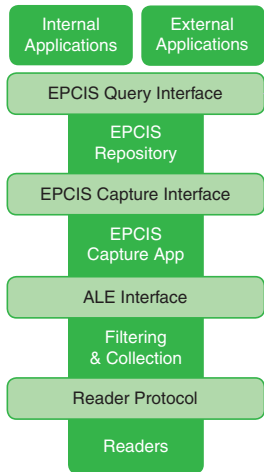 Internal
Applications
External
Applications
EPCIS Query Interface
EPCIS
Repository
EPCIS Capture Interface
EPCIS
Capture App
ALE Interface
Filtering
& Collection
Reader Protocol
Readers